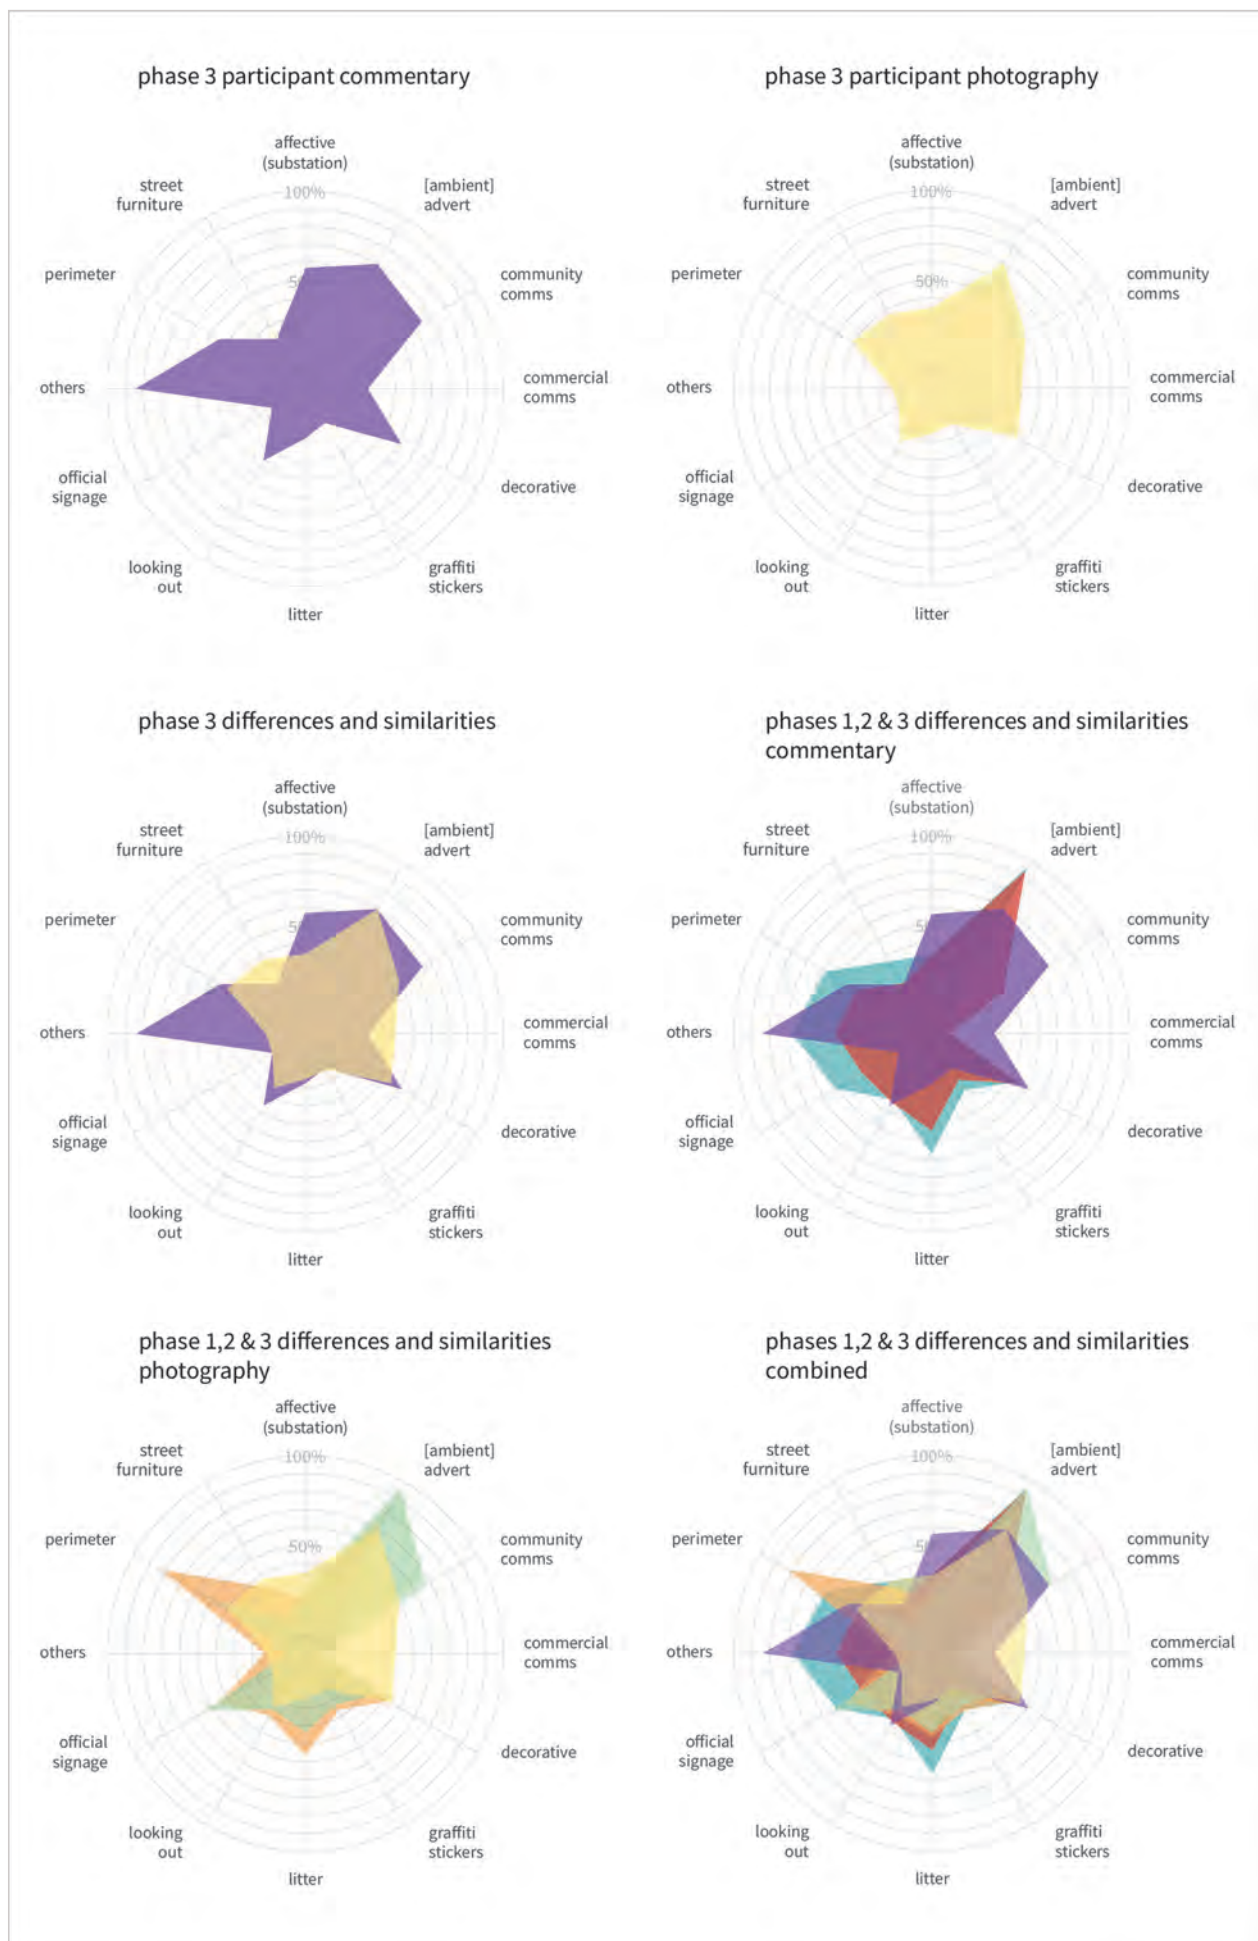 phase 3 participant commentary
affective
(substation)
100%
[ambient]
advert
street
furniture
community
comms
perimeter
commercial
comms
others
decorative
official
signage
graffiti
stickers
looking
out
litter
phase 3 participant photography
affective
(substation)
100%
[ambient]
advert
street
furniture
community
comms
perimeter
50%
commercial
comms
others
decorative
official
signage
graffiti
stickers
looking
out
litter
phase 3 differences and similarities
affective
(substation)
100%
[ambient]
advert
street
furniture
community
comms
perimeter
commercial
comms
others
decorative
official
signage
graffiti
stickers
looking
out
litter
phases 1,2 & 3 differences and similarities
commentary
affective
(substation)
100%
[ambient]
advert
street
furniture
community
comms
perimeter
commercial
comms
others
decorative
official
signage
graffiti
stickers
looking
out
litter
phase 1,2 & 3 differences and similarities
photography
affective
(substation)
100%
[ambient]
advert
street
furniture
community
comms
perimeter
50%
commercial
comms
others
decorative
official
signage
graffiti
stickers
looking
out
litter
phases 1,2 & 3 differences and similarities
combined
affective
(substation)
100%
[ambient]
advert
street
furniture
community
comms
perimeter
commercial
comms
others
decorative
official
signage
graffiti
stickers
looking
out
litter